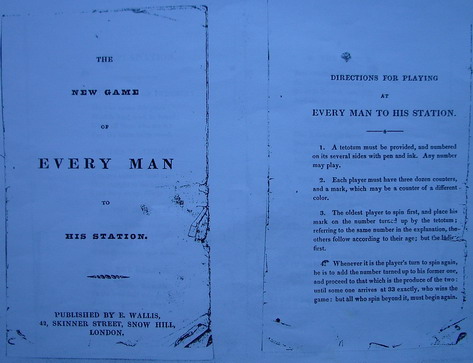 THE
NEW GAME
OF
EVERY MAN
TO
HIS STATION.
PUBLISHED BY E. WALLIS,
42, SKINNER STREET, SNOW HILL,
LONDON.
DIRECTIONS FOR PLAYING
AT
EVERY MAN TO HIS STATION.
1. A tetotum must be provided, and numbered
on its several sides with pen and ink. Any number
may play.
2. Each player must have three dozen counters,
and a mark, which may be a counter of a different
color.
3. The oldest player to spin first, and place his
mark on the number turned up by the tetotum;
referring to the same number in the explanation, the
others follow according to their age; but the ladies
first.
Whenever it is the player's turn to spin again,
he is to add the number turned up to his former one,
and proceed to that which is the produce of the two:
until some one arrives at 33 exactly, who wins the
game: but all who spin beyond it, must begin again.